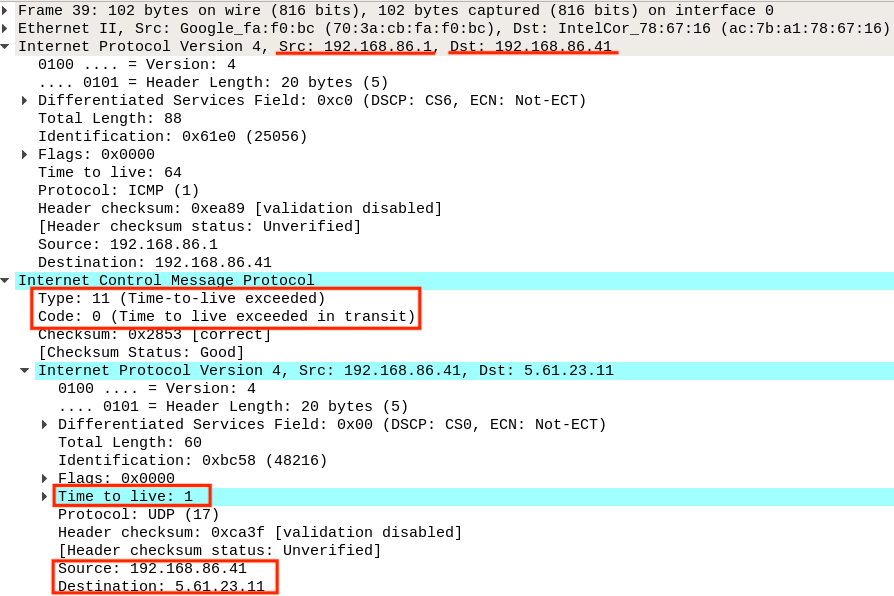 Frame 39: 102 bytes on wire (816 bits), 102 bytes captured (816 bits) on interface 0
Ethernet II, Src: Google_fa:f0:bc (70:3a:cb:fa:f0:bc), Dst: IntelCor_78:67:16 (ac:7b:a1:78:67:16)
Internet Protocol Version 4, Src: 192.168.86.1, Dst: 192.168.86.41
0100 .... = Version: 4
.... 0101 = Header Length: 20 bytes (5)
Differentiated Services Field: 0xc0 (DSCP: CS6, ECN: Not-ECT)
Total Length: 88
Identification: 0x61e0 (25056)
Flags: 0x0000
Time to live: 64
Protocol: ICMP (1)
Header checksum: 0xea89 [validation disabled]
[Header checksum status: Unverified]
Source: 192.168.86.1
Destination: 192.168.86.41
Internet Control Message Protocol
Type: 11 (Time-to-live exceeded)
Code: 0 (Time to live exceeded in transit)
Checksum: 0x2853 [correct]
[Checksum Status: Good]
Internet Protocol Version 4, Src: 192.168.86.41, Dst: 5.61.23.11
0100 .... = Version: 4
.... 0101 = Header Length: 20 bytes (5)
Differentiated Services Field: 0x00 (DSCP: CS0, ECN: Not-ECT)
Total Length: 60
Identification: 0xbc58 (48216)
Flags: 0x0000
Time to live: 1
Protocol: UDP (17)
Header checksum: 0xca3f [validation disabled]
[Header checksum status: Unverified]
Source: 192.168.86.41
Destination: 5.61.23.11